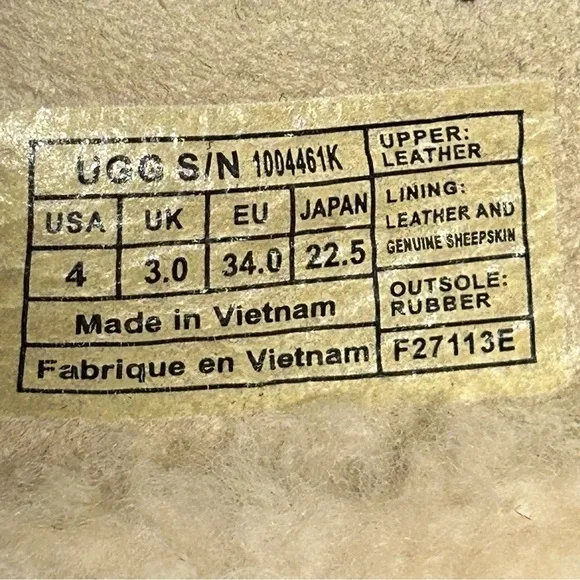 UGG S/N 1004461K
USA UK EU JAPAN
4 3.0 34.0 22.5
Made in Vietnam
Fabrique en Vietnam
UPPER:
LEATHER
LINING:
LEATHER AND
GENUINE SHEEPSKIN
OUTSOLE:
RUBBER
F27113E